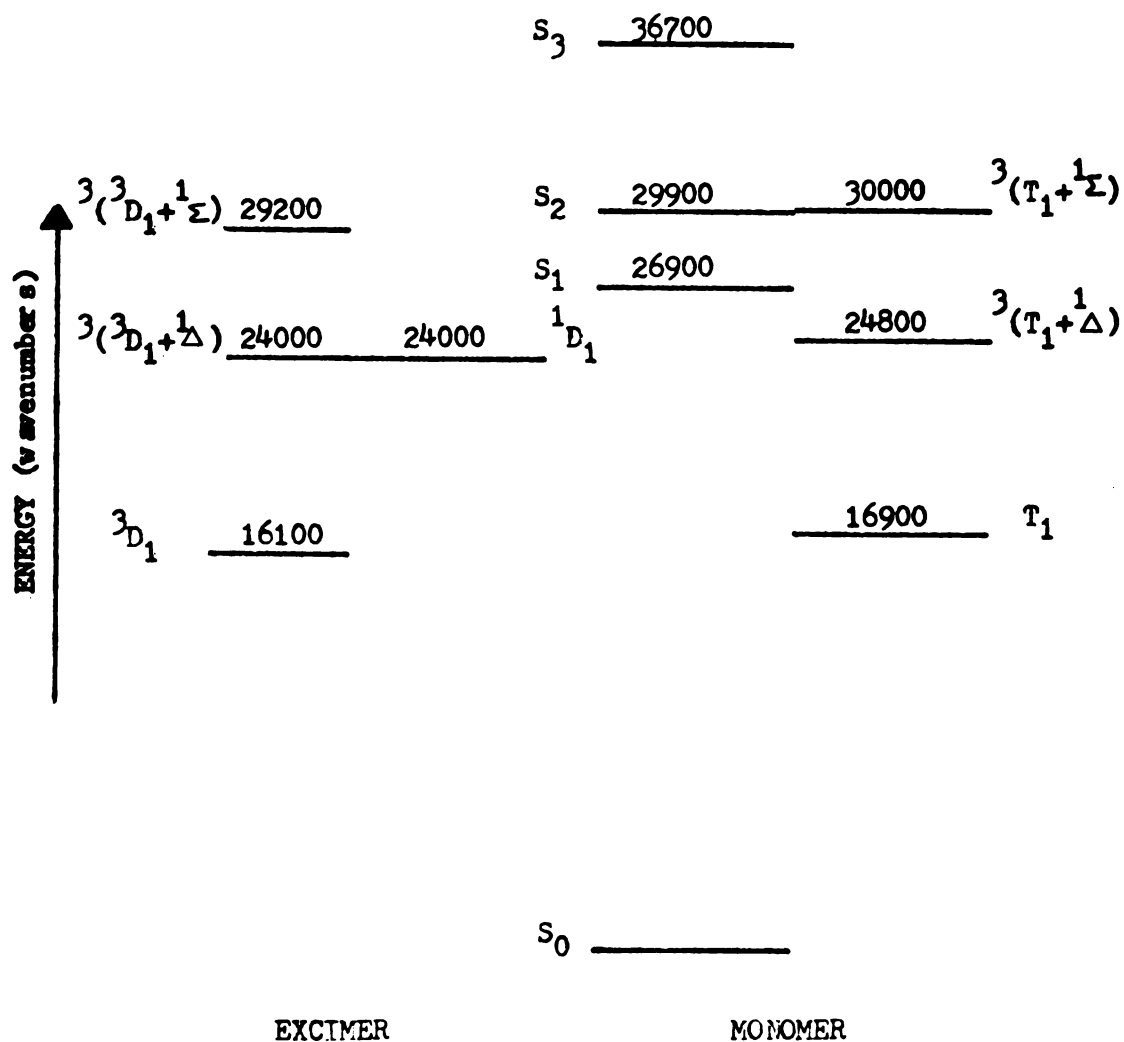 S₃ 36700
³(³D₁+¹Σ) 29200 S₂ 29900 30000 ³(T₁+¹Σ)
S₁ 26900
³(³D₁+¹Δ) 24000 24000 ¹D₁ 24800 ³(T₁+¹Δ)
³D₁ 16100 16900 T₁
ENERGY (wavenumbers)
S₀
EXCIMER MONOMER